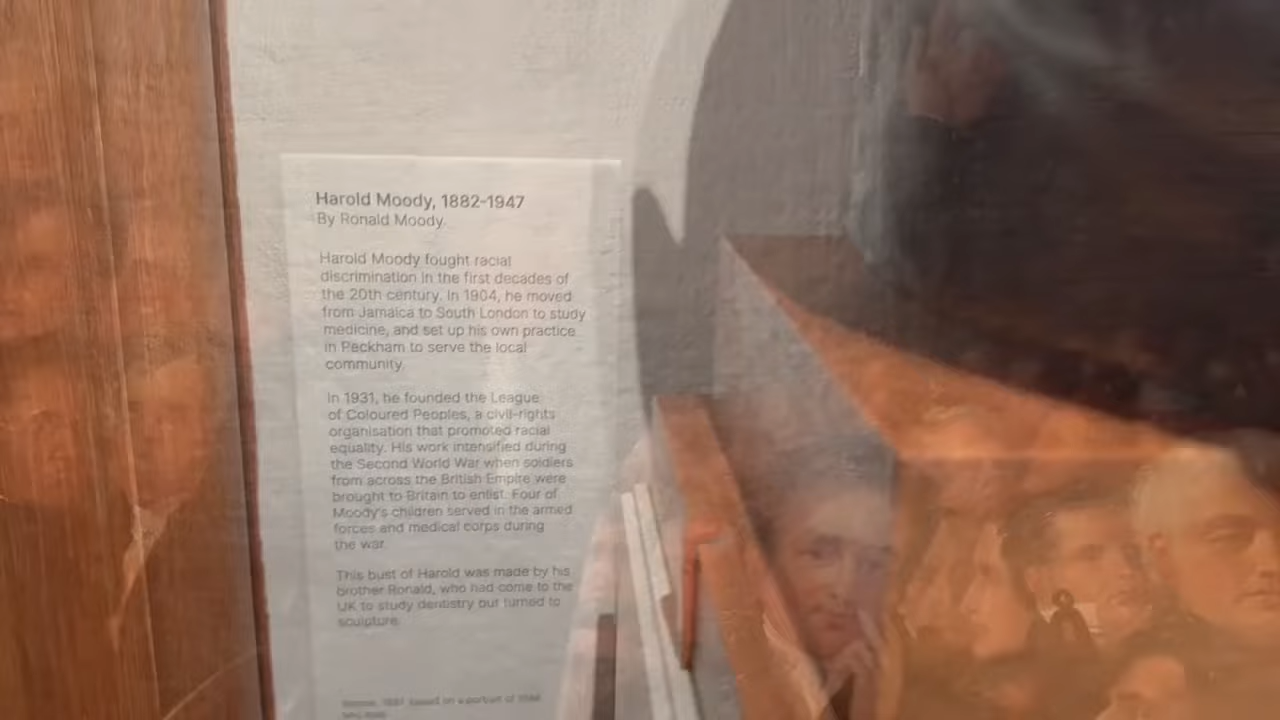 Harold Moody, 1882-1947
By Ronald Moody.
Harold Moody fought racial
discrimination in the first decades of
the 20th century. In 1904, he moved
from Jamaica to South London to study
medicine, and set up his own practice
in Peckham to serve the local
community.
In 1931, he founded the League
of Coloured Peoples, a civil-rights
organisation that promoted racial
equality. His work intensified during
the Second World War when soldiers
from across the British Empire were
brought to Britain to enlist. Four of
Moody's children served in the armed
forces and medical corps during
the war.
This bust of Harold was made by his
brother Ronald, who had come to the
UK to study dentistry but turned to
sculpture.
based on a portrait of